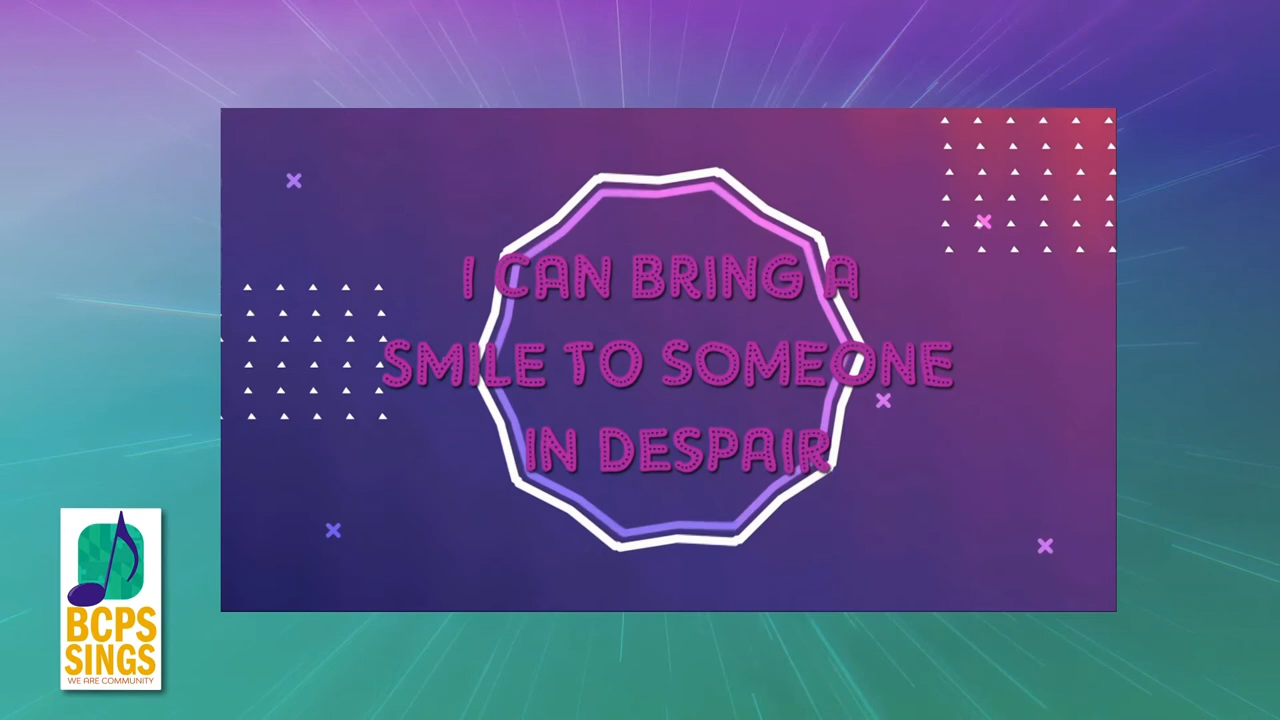 I CAN BRING A
SMILE TO SOMEONE
IN DESPAIR
BCPS
SINGS
WE ARE COMMUNITY